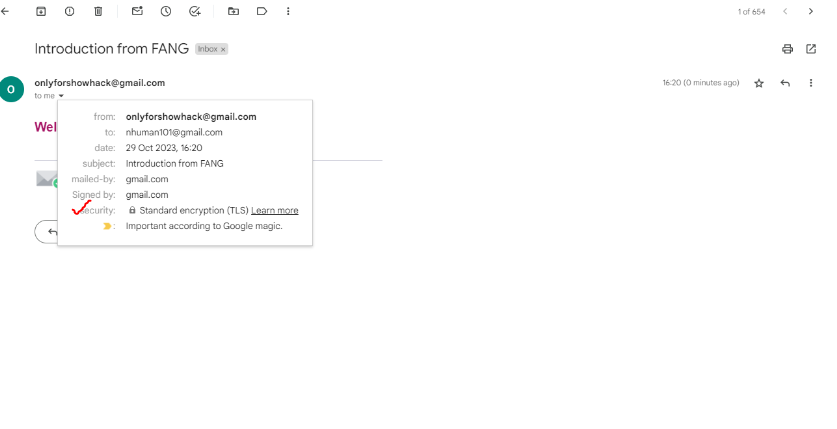 1 of 654
Introduction from FANG Inbox x
O
onlyforshowhack@gmail.com 16:20 (0 minutes ago)
to me
from: onlyforshowhack@gmail.com
to: nhuman101@gmail.com
date: 29 Oct 2023, 16:20
subject: Introduction from FANG
mailed-by: gmail.com
Signed by: gmail.com
security: Standard encryption (TLS) Learn more
: Important according to Google magic.
Wel